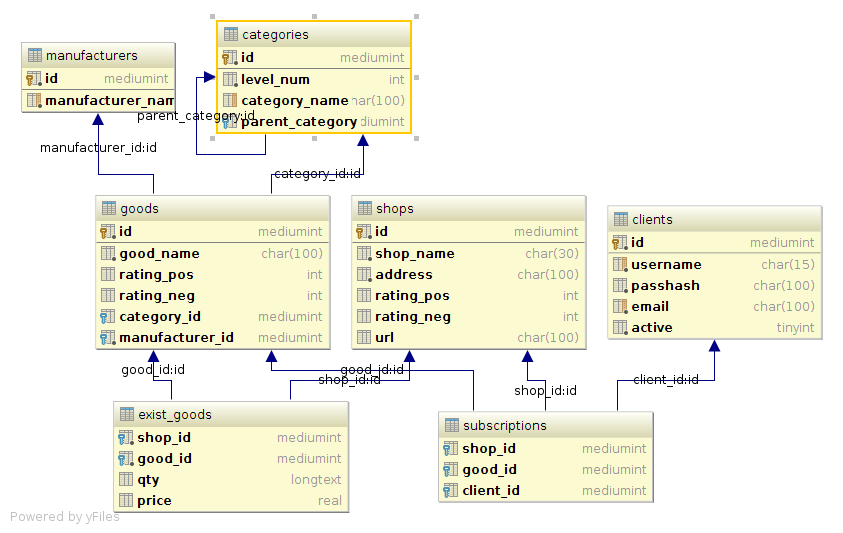 categories
id mediumint
level_num int
category_name har(100)
parent_category diumint
manufacturers
id mediumint
manufacturer_nam
parent_category:id
manufacturer_id:id
category_id:id
goods
id mediumint
good_name char(100)
rating_pos int
rating_neg int
category_id mediumint
manufacturer_id mediumint
shops
id mediumint
shop_name char(30)
address char(100)
rating_pos int
rating_neg int
url char(100)
clients
id mediumint
username char(15)
passhash char(100)
email char(100)
active tinyint
good_id:id
shop_id:id
good_id:id
shop_id:id
client_id:id
exist_goods
shop_id mediumint
good_id mediumint
qty longtext
price real
subscriptions
shop_id mediumint
good_id mediumint
client_id mediumint
Powered by yFiles